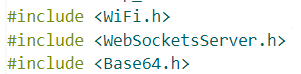 #include <WiFi.h>
#include <WebSocketsServer.h>
#include <Base64.h>